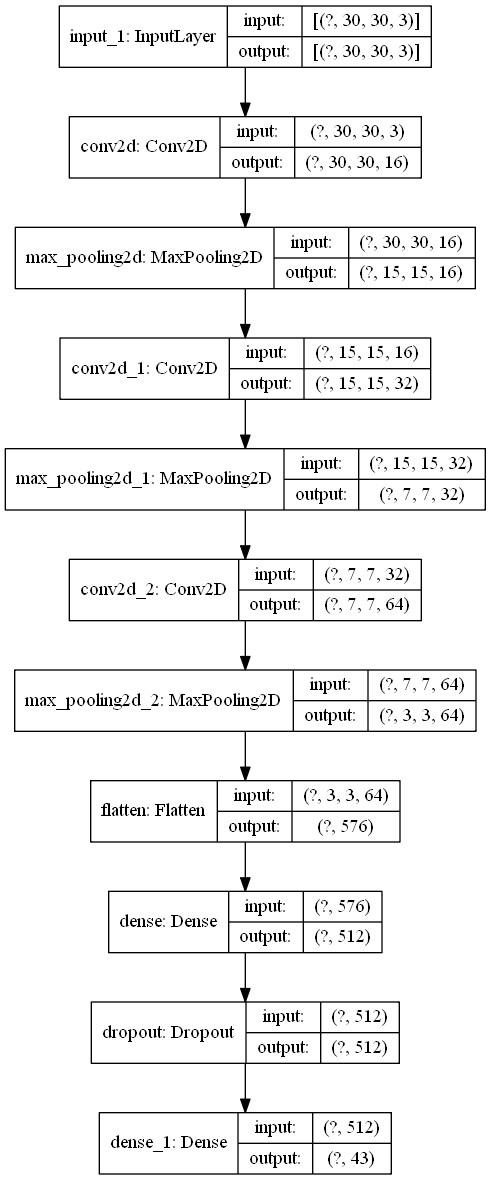 input_1: InputLayer
input:
[(?, 30, 30, 3)]
output:
[(?, 30, 30, 3)]
conv2d: Conv2D
input:
(?, 30, 30, 3)
output:
(?, 30, 30, 16)
max_pooling2d: MaxPooling2D
input:
(?, 30, 30, 16)
output:
(?, 15, 15, 16)
conv2d_1: Conv2D
input:
(?, 15, 15, 16)
output:
(?, 15, 15, 32)
max_pooling2d_1: MaxPooling2D
input:
(?, 15, 15, 32)
output:
(?, 7, 7, 32)
conv2d_2: Conv2D
input:
(?, 7, 7, 32)
output:
(?, 7, 7, 64)
max_pooling2d_2: MaxPooling2D
input:
(?, 7, 7, 64)
output:
(?, 3, 3, 64)
flatten: Flatten
input:
(?, 3, 3, 64)
output:
(?, 576)
dense: Dense
input:
(?, 576)
output:
(?, 512)
dropout: Dropout
input:
(?, 512)
output:
(?, 512)
dense_1: Dense
input:
(?, 512)
output:
(?, 43)